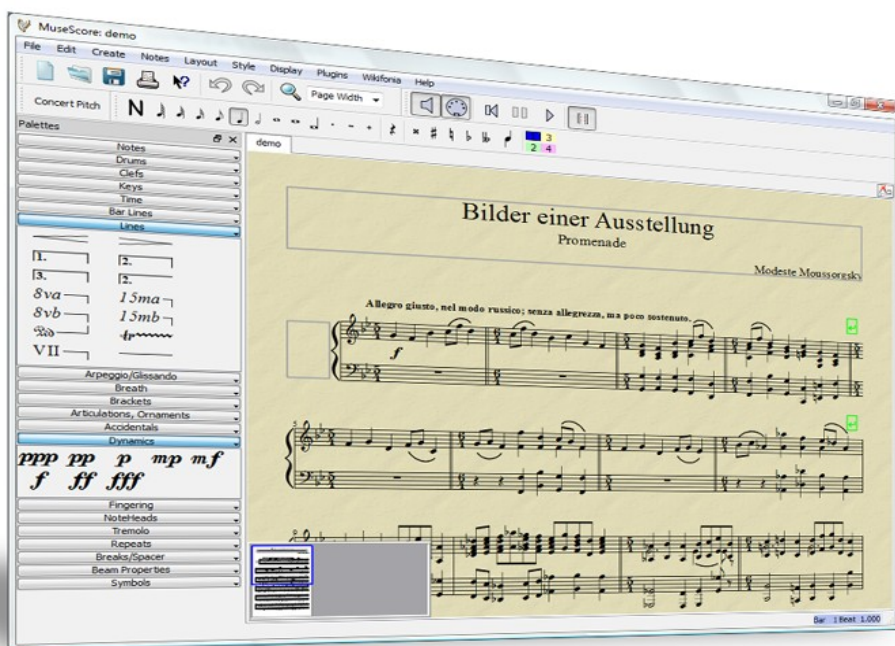 MuseScore: demo
File Edit Create Notes Layout Style Display Plugins Wikifonia Help
Page Width
Concert Pitch N 3
2 4
Palettes
demo
Notes
Drums
Clefs
Keys
Time
Bar Lines
Lines
1. 2.
3. 2.
8va 15ma
8vb 15mb
tr
VII
Arpeggio/Glissando
Breath
Brackets
Articulations, Ornaments
Accidentals
Dynamics
ppp pp p mp mf
f ff fff
Fingering
NoteHeads
Tremolo
Repeats
Breaks/Spacer
Beam Properties
Symbols
Bilder einer Ausstellung
Promenade
Modeste Moussorgsky
Allegro giusto, nel modo russico; senza allegrezza, ma poco sostenuto.
f
Bar 1 Beat 1.000